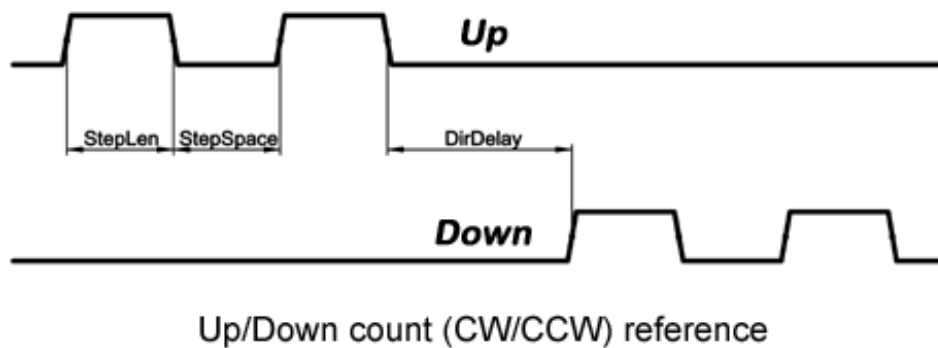 Up
StepLen StepSpace DirDelay
Down
Up/Down count (CW/CCW) reference